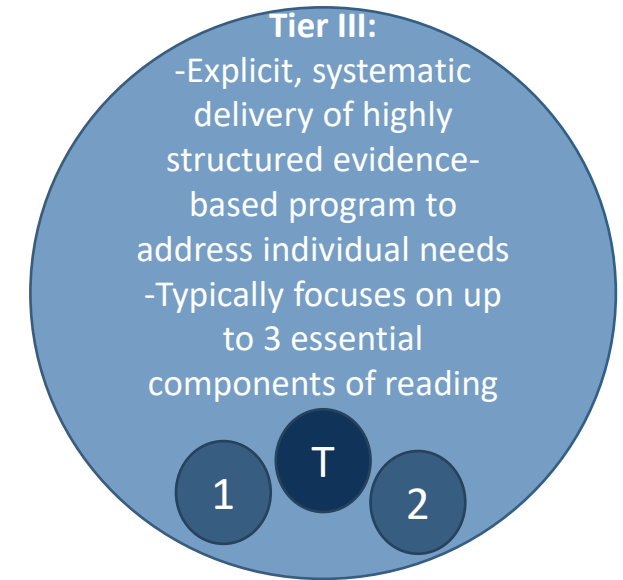 Tier III:
-Explicit, systematic
delivery of highly
structured evidence-
based program to
address individual needs
-Typically focuses on up
to 3 essential
components of reading
T
1
2